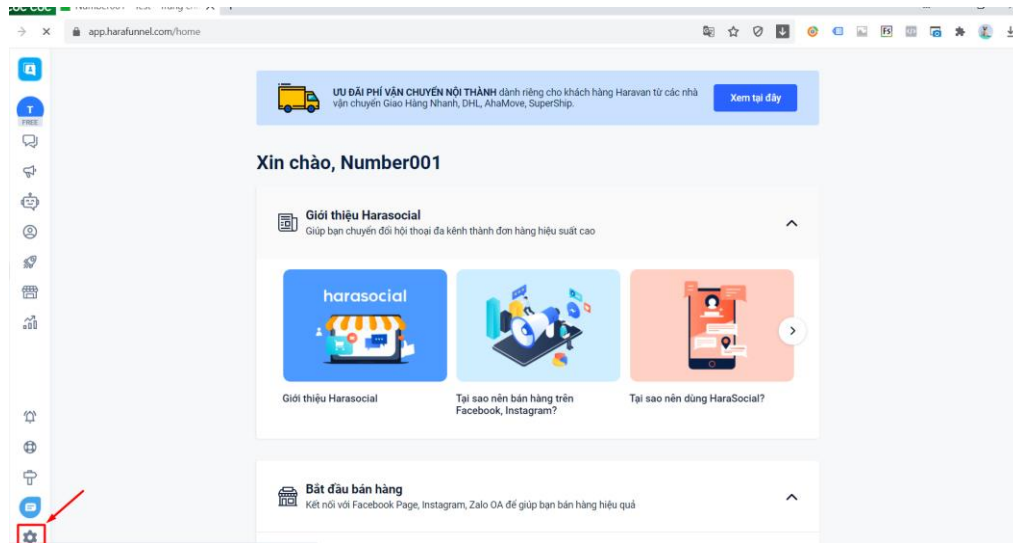 app.harafunnel.com/home
T
FREE
ƯU ĐÃI PHÍ VẬN CHUYỂN NỘI THÀNH dành riêng cho khách hàng Haravan từ các nhà
vận chuyển Giao Hàng Nhanh, DHL, AhaMove, SuperShip.
Xem tại đây
Xin chào, Number001
Giới thiệu Harasocial
Giúp bạn chuyển đổi hội thoại đa kênh thành đơn hàng hiệu suất cao
harasocial
Giới thiệu Harasocial
Tại sao nên bán hàng trên
Facebook, Instagram?
Tại sao nên dùng HaraSocial?
Bắt đầu bán hàng
Kết nối với Facebook Page, Instagram, Zalo OA để giúp bạn bán hàng hiệu quả